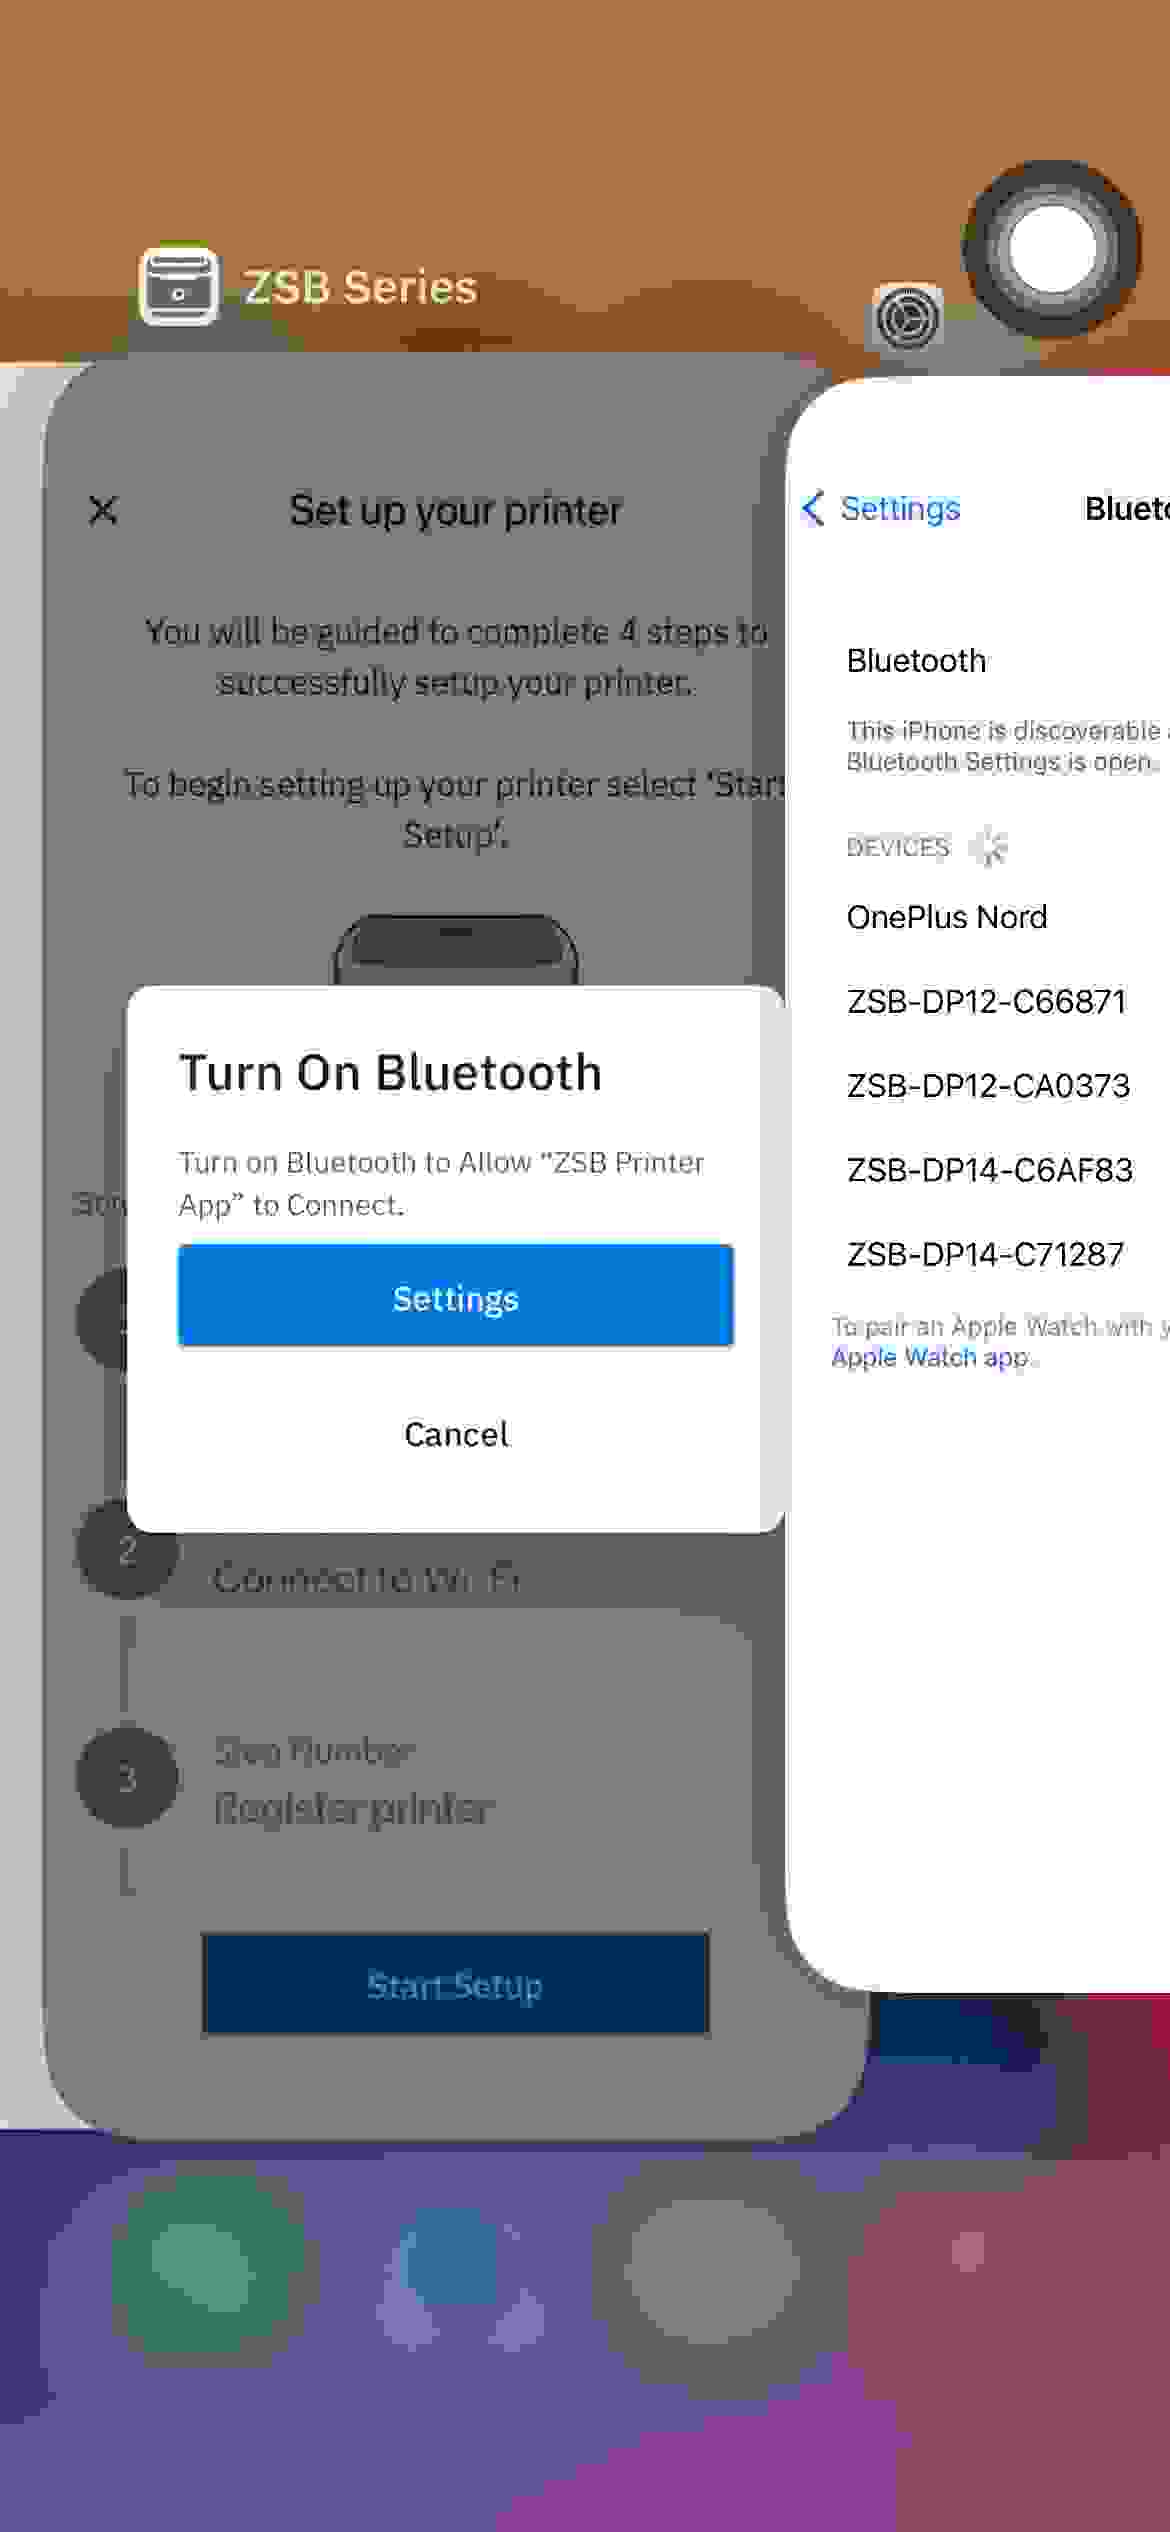 ZSB Series
Set up your printer
You will be guided to complete 4 steps to
successfully setup your printer.
To begin setting up your printer select 'Start
Setup'.
Turn On Bluetooth
Turn on Bluetooth to Allow “ZSB Printer
App” to Connect.
Settings
Cancel
2
Connect to Wi-Fi
3
Step Number
Register printer
Start Setup
Settings
Bluetooth
This iPhone is discoverable
Bluetooth Settings is open.
DEVICES
OnePlus Nord
ZSB-DP12-C66871
ZSB-DP12-CA0373
ZSB-DP14-C6AF83
ZSB-DP14-C71287
To pair an Apple Watch with
Apple Watch app.